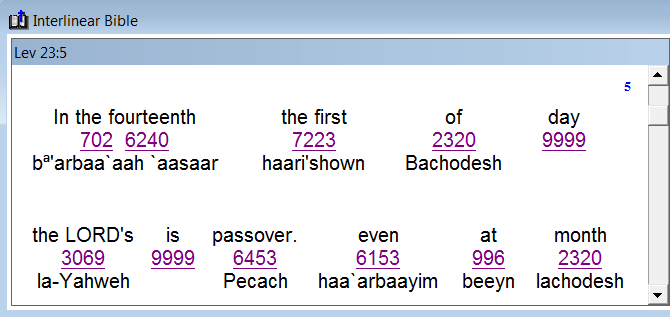 Interlinear Bible
Lev 23:5
5
In the fourteenth the first of day
702 6240 7223 2320 9999
bª'arbaa`aah `aasaar haari'shown Bachodesh
the LORD's is passover. even at month
3069 9999 6453 6153 996 2320
la-Yahweh Pecach haa`arbaayim beeyn lachodesh